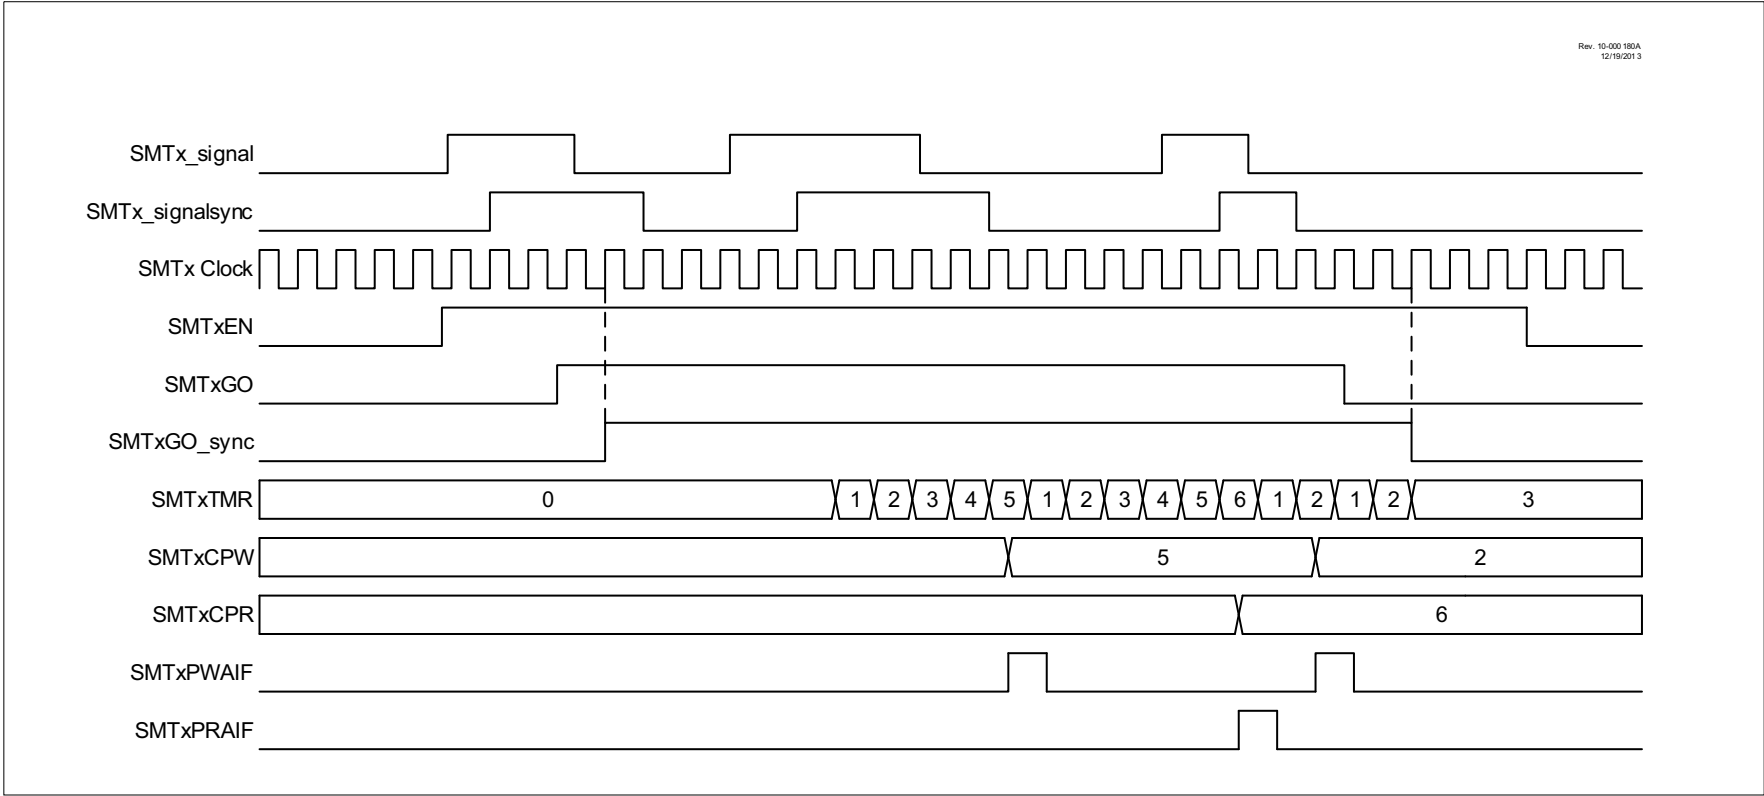 Rev. 10-000 180A
12/19/201 3
SMTx_signal
SMTx_signalsync
SMTx Clock
SMTxEN
SMTxGO
SMTxGO_sync
SMTxTMR 0 1 2 3 4 5 1 2 3 4 5 6 1 2 1 2 3
SMTxCPW 5 2
SMTxCPR 6
SMTxPWAIF
SMTxPRAIF